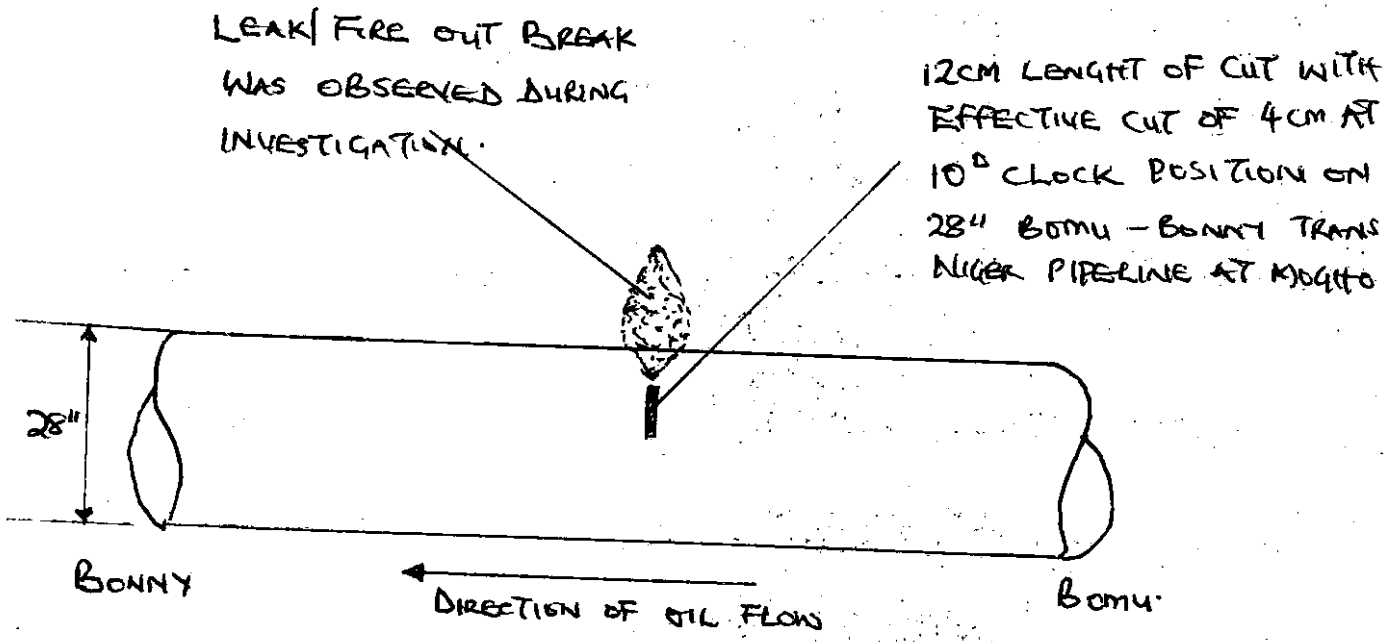 LEAK/ FIRE OUT BREAK
WAS OBSERVED DURING
INVESTIGATION.
12CM LENGHT OF CUT WITH
EFFECTIVE CUT OF 4CM AT
10° CLOCK POSITION ON
28" BOMU - BONNY TRANS
NIGER PIPELINE AT MOGHO
28"
BONNY
DIRECTION OF OIL FLOW
BOMU.